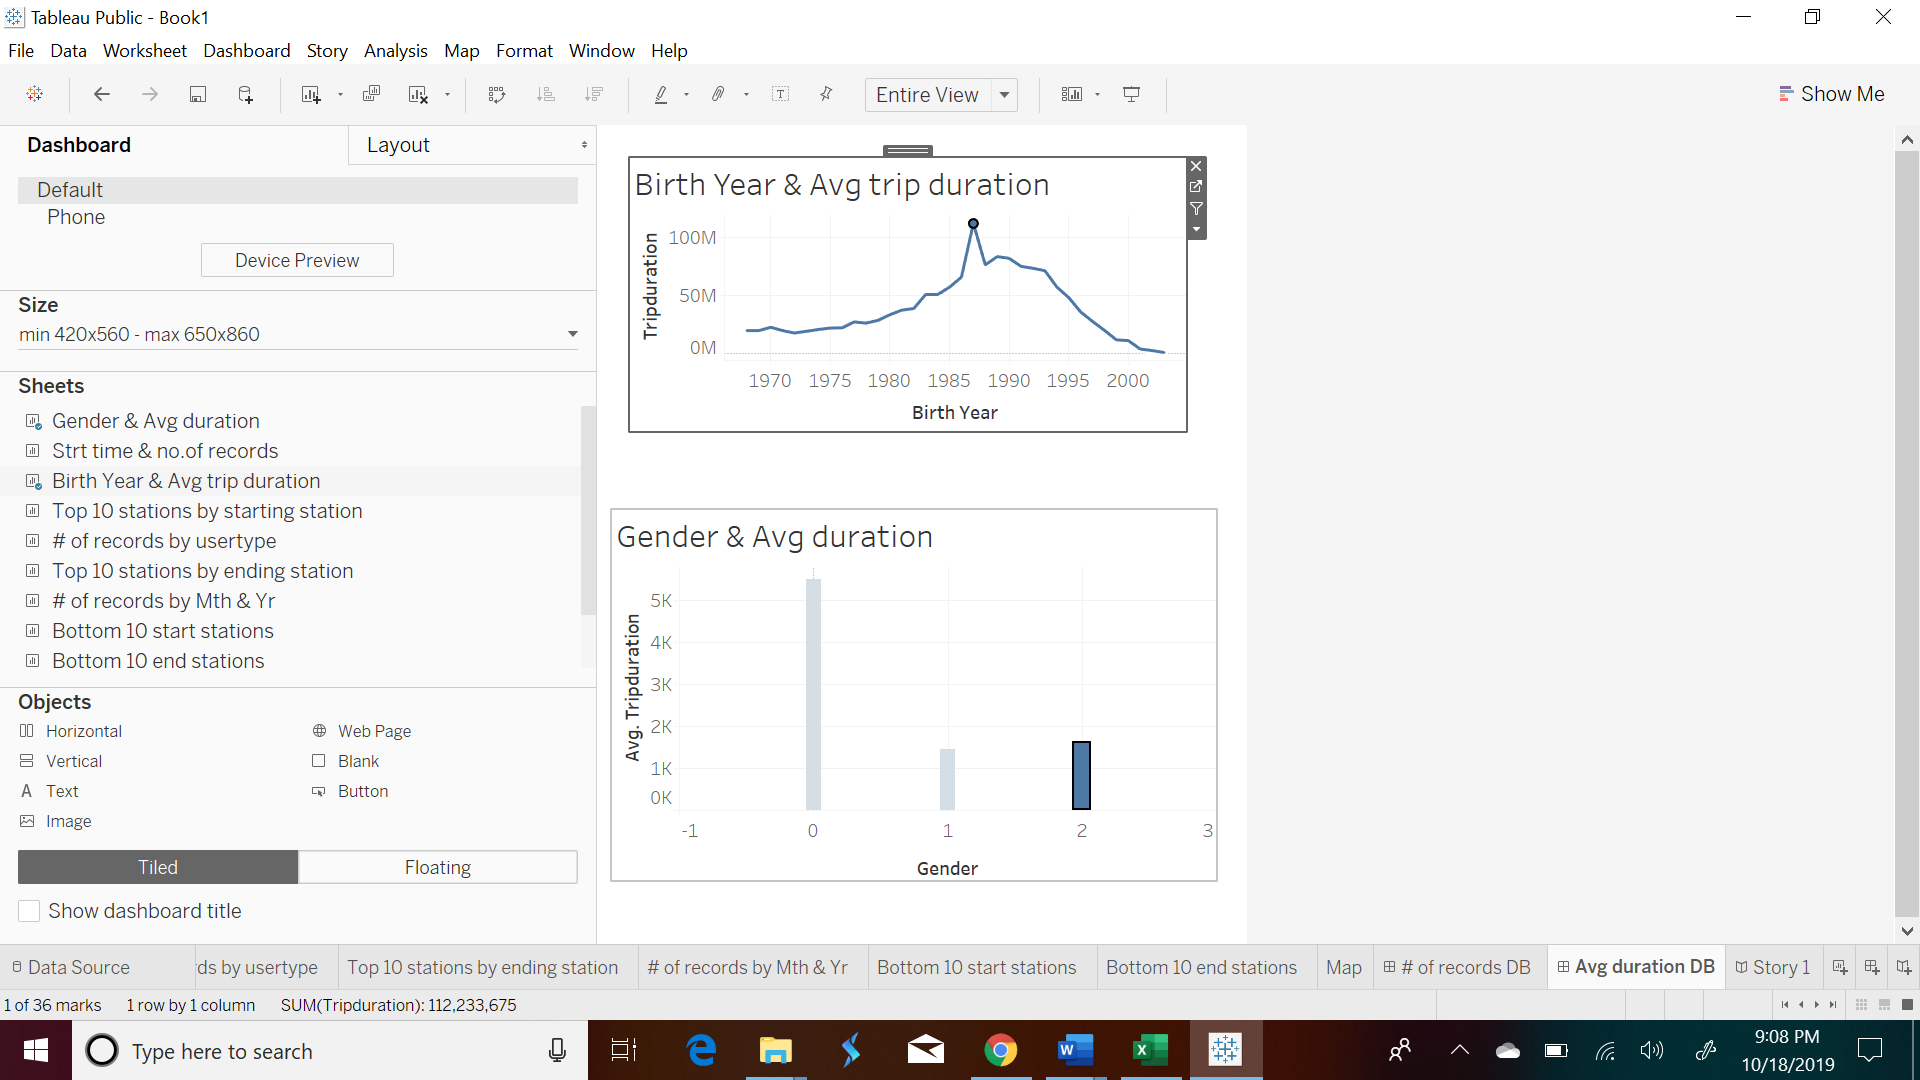 Tableau Public - Book1
File Data Worksheet Dashboard Story Analysis Map Format Window Help
Entire View
Show Me
Dashboard
Layout
Default
Phone
Device Preview
Size
min 420x560 - max 650x860
Sheets
Gender & Avg duration
Strt time & no.of records
Birth Year & Avg trip duration
Top 10 stations by starting station
# of records by usertype
Top 10 stations by ending station
# of records by Mth & Yr
Bottom 10 start stations
Bottom 10 end stations
Objects
Horizontal
Web Page
Vertical
Blank
A Text
Button
Image
Tiled
Floating
Show dashboard title
Birth Year & Avg trip duration
Tripduration
100M
50M
0M
1970 1975 1980 1985 1990 1995 2000
Birth Year
Gender & Avg duration
Avg. Tripduration
5K
4K
3K
2K
1K
0K
-1 0 1 2 3
Gender
Data Source
ds by usertype
Top 10 stations by ending station
# of records by Mth & Yr
Bottom 10 start stations
Bottom 10 end stations
Map
# of records DB
Avg duration DB
Story 1
1 of 36 marks 1 row by 1 column SUM(Tripduration): 112,233,675
Type here to search
9:08 PM
10/18/2019